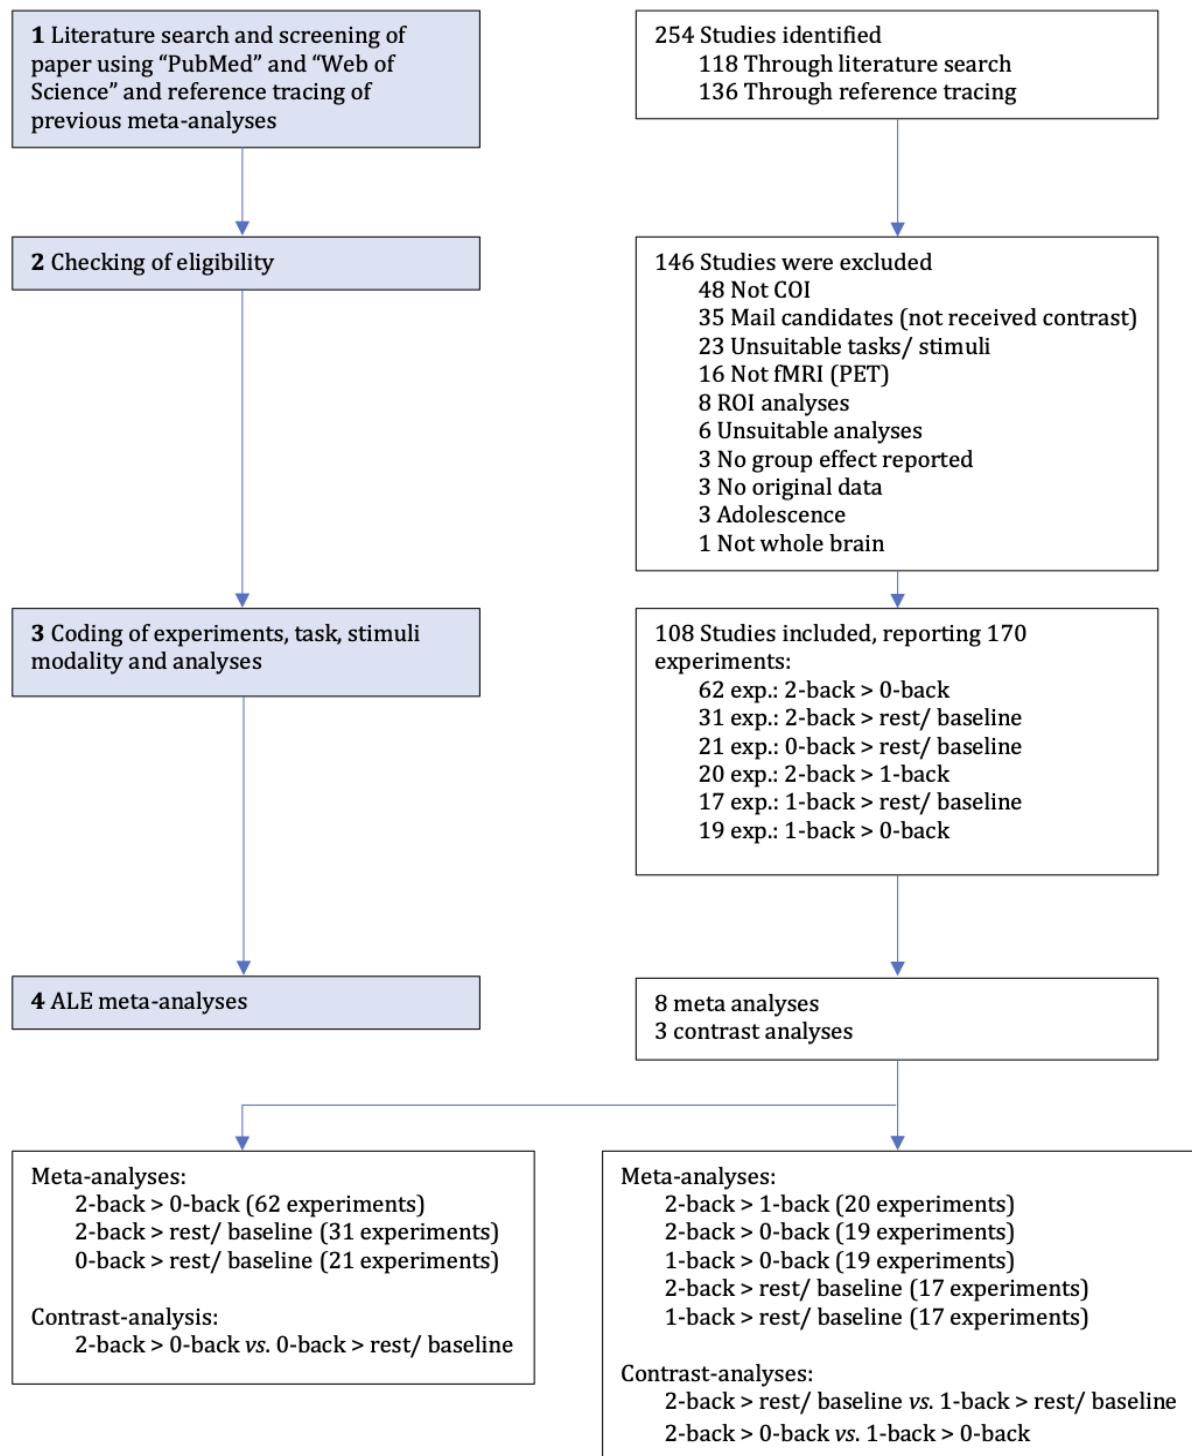 1 Literature search and screening of
paper using “PubMed” and “Web of
Science” and reference tracing of
previous meta-analyses
254 Studies identified
118 Through literature search
136 Through reference tracing
2 Checking of eligibility
146 Studies were excluded
48 Not COI
35 Mail candidates (not received contrast)
23 Unsuitable tasks/ stimuli
16 Not fMRI (PET)
8 ROI analyses
6 Unsuitable analyses
3 No group effect reported
3 No original data
3 Adolescence
1 Not whole brain
3 Coding of experiments, task, stimuli
modality and analyses
108 Studies included, reporting 170
experiments:
62 exp.: 2-back > 0-back
31 exp.: 2-back > rest/ baseline
21 exp.: 0-back > rest/ baseline
20 exp.: 2-back > 1-back
17 exp.: 1-back > rest/ baseline
19 exp.: 1-back > 0-back
4 ALE meta-analyses
8 meta analyses
3 contrast analyses
Meta-analyses:
2-back > 0-back (62 experiments)
2-back > rest/ baseline (31 experiments)
0-back > rest/ baseline (21 experiments)
Contrast-analysis:
2-back > 0-back vs. 0-back > rest/ baseline
Meta-analyses:
2-back > 1-back (20 experiments)
2-back > 0-back (19 experiments)
1-back > 0-back (19 experiments)
2-back > rest/ baseline (17 experiments)
1-back > rest/ baseline (17 experiments)
Contrast-analyses:
2-back > rest/ baseline vs. 1-back > rest/ baseline
2-back > 0-back vs. 1-back > 0-back